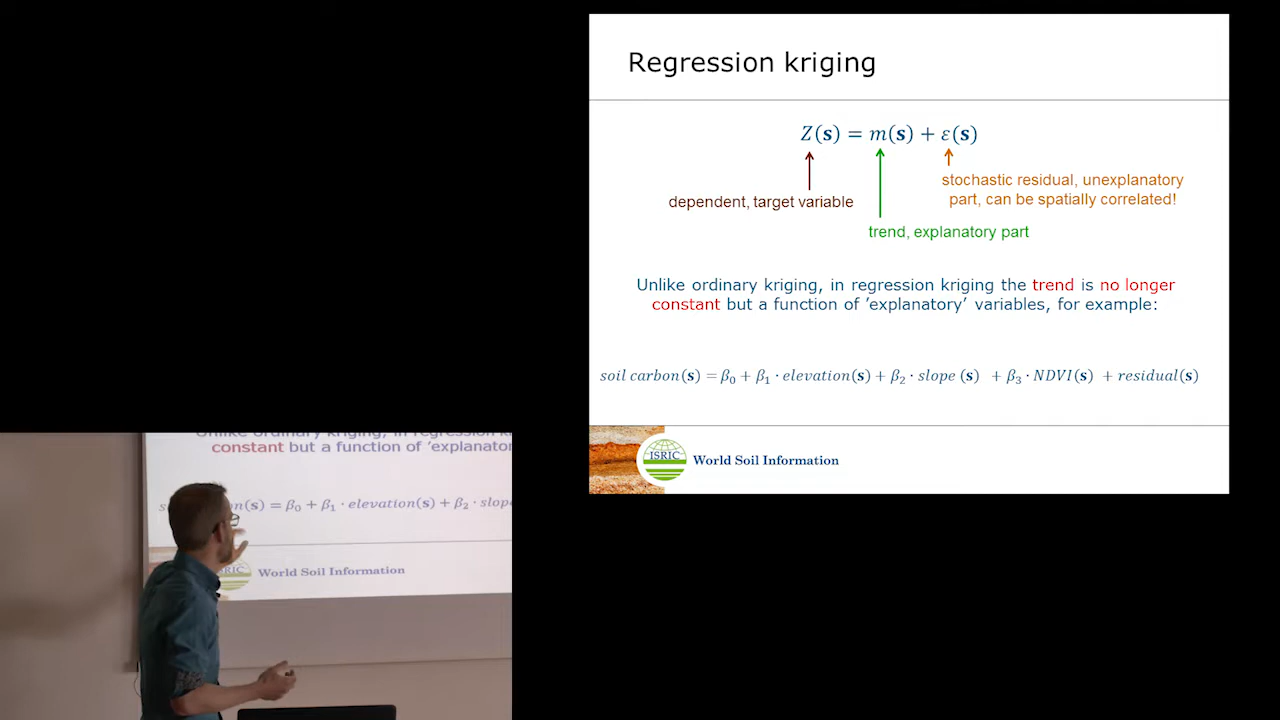 Regression kriging
Z(s) = m(s) + ε(s)
stochastic residual, unexplanatory
part, can be spatially correlated!
dependent, target variable
trend, explanatory part
Unlike ordinary kriging, in regression kriging the trend is no longer
constant but a function of ’explanatory’ variables, for example:
soil carbon(s) = β₀ + β₁ · elevation(s) + β₂ · slope (s) + β₃ · NDVI(s) + residual(s)
ISRIC
World Soil Information
constant but a function of ’explanator
n(s) = β₀ + β₁ · elevation(s) + β₂ · slop
RIC
World Soil Information